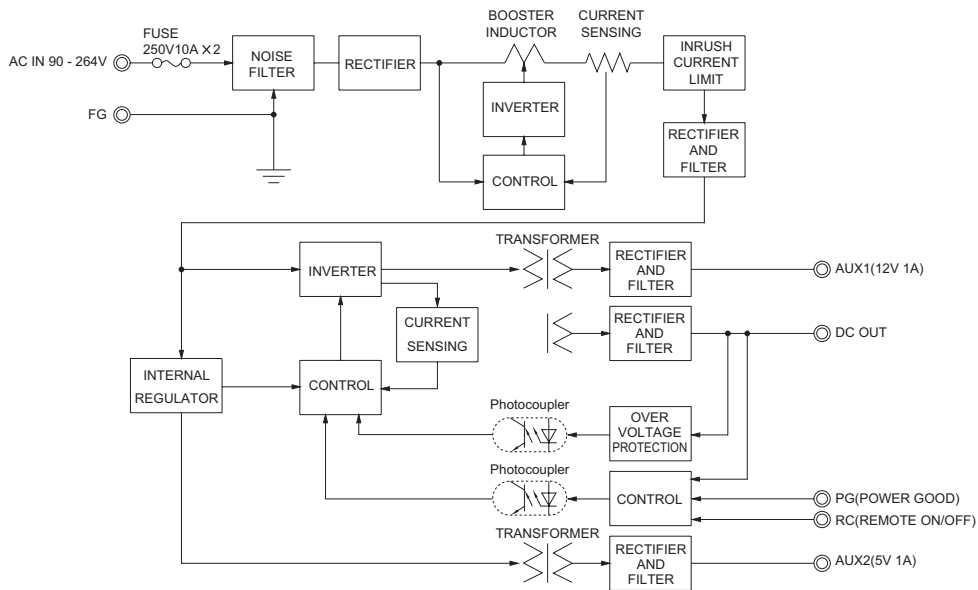 FUSE
250V10A×2
BOOSTER
INDUCTOR
CURRENT
SENSING
AC IN 90 - 264V
NOISE
FILTER
RECTIFIER
INRUSH
CURRENT
LIMIT
FG
INVERTER
RECTIFIER
AND
FILTER
CONTROL
TRANSFORMER
INVERTER
RECTIFIER
AND
FILTER
AUX1(12V 1A)
CURRENT
SENSING
RECTIFIER
AND
FILTER
DC OUT
INTERNAL
REGULATOR
CONTROL
Photocoupler
OVER
VOLTAGE
PROTECTION
Photocoupler
CONTROL
PG(POWER GOOD)
RC(REMOTE ON/OFF)
TRANSFORMER
RECTIFIER
AND
FILTER
AUX2(5V 1A)